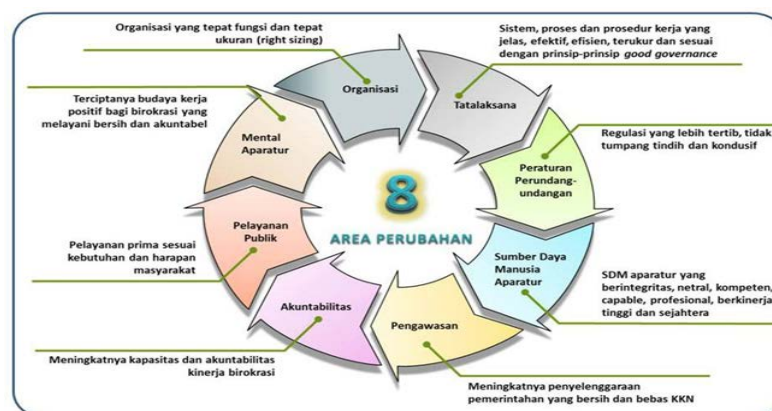 Organisasi yang tepat fungsi dan tepat
ukuran (right sizing)
Organisasi
Sistem, proses dan prosedur kerja yang
jelas, efektif, efisien, terukur dan sesuai
dengan prinsip-prinsip good governance
Tatalaksana
Regulasi yang lebih tertib, tidak
tumpang tindih dan kondusif
Peraturan
Perundang-
undangan
SDM aparatur yang
berintegritas, netral, kompeten,
capable, profesional, berkinerja
tinggi dan sejahtera
Sumber Daya
Manusia
Aparatur
Meningkatnya penyelenggaraan
pemerintahan yang bersih dan bebas KKN
Pengawasan
Meningkatnya kapasitas dan akuntabilitas
kinerja birokrasi
Akuntabilitas
Pelayanan prima sesuai
kebutuhan dan harapan
masyarakat
Pelayanan
Publik
Terciptanya budaya kerja
positif bagi birokrasi yang
melayani bersih dan akuntabel
Mental
Aparatur
8
AREA PERUBAHAN